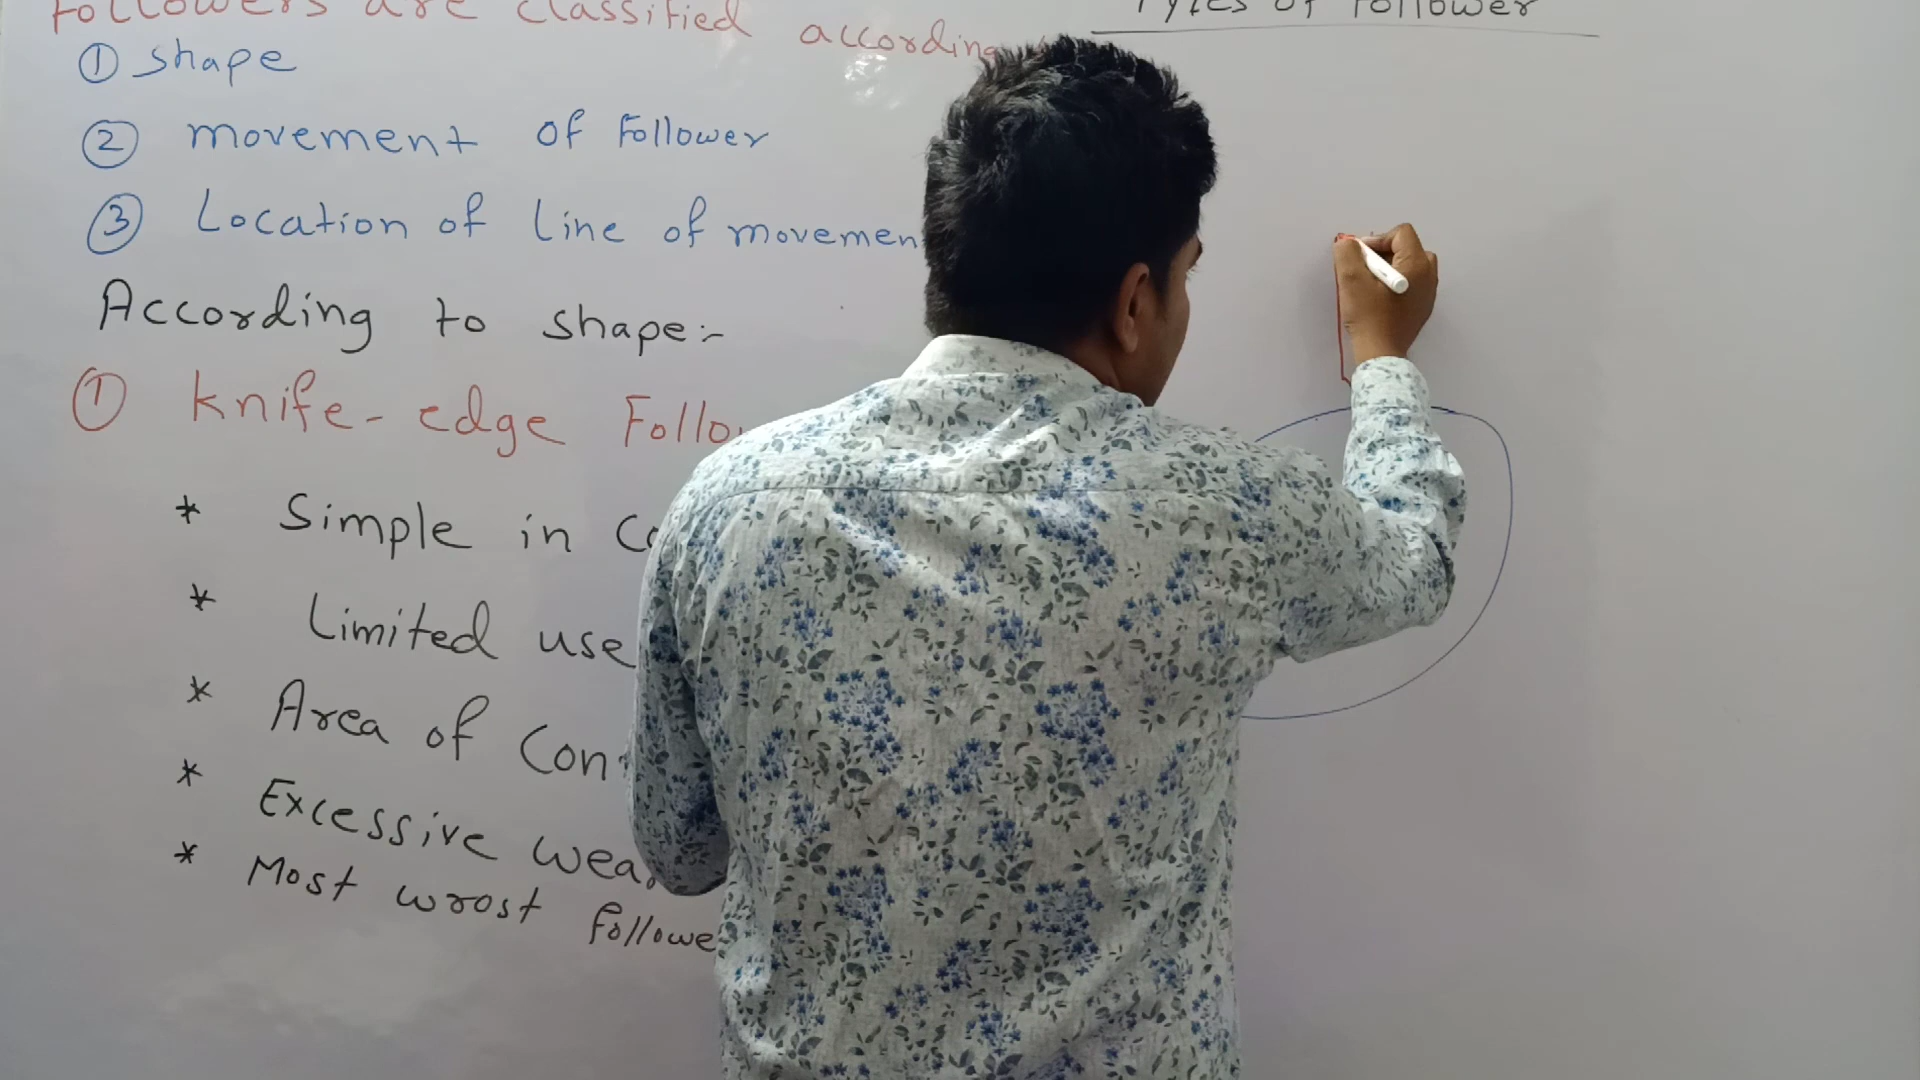 Followers are classified according
Types of Follower
① shape
② movement of Follower
③ Location of line of movemen
According to shape:-
① knife-edge Follo
* Simple in Co
* Limited use
* Area of Con
* Excessive wea
* Most wrost followe